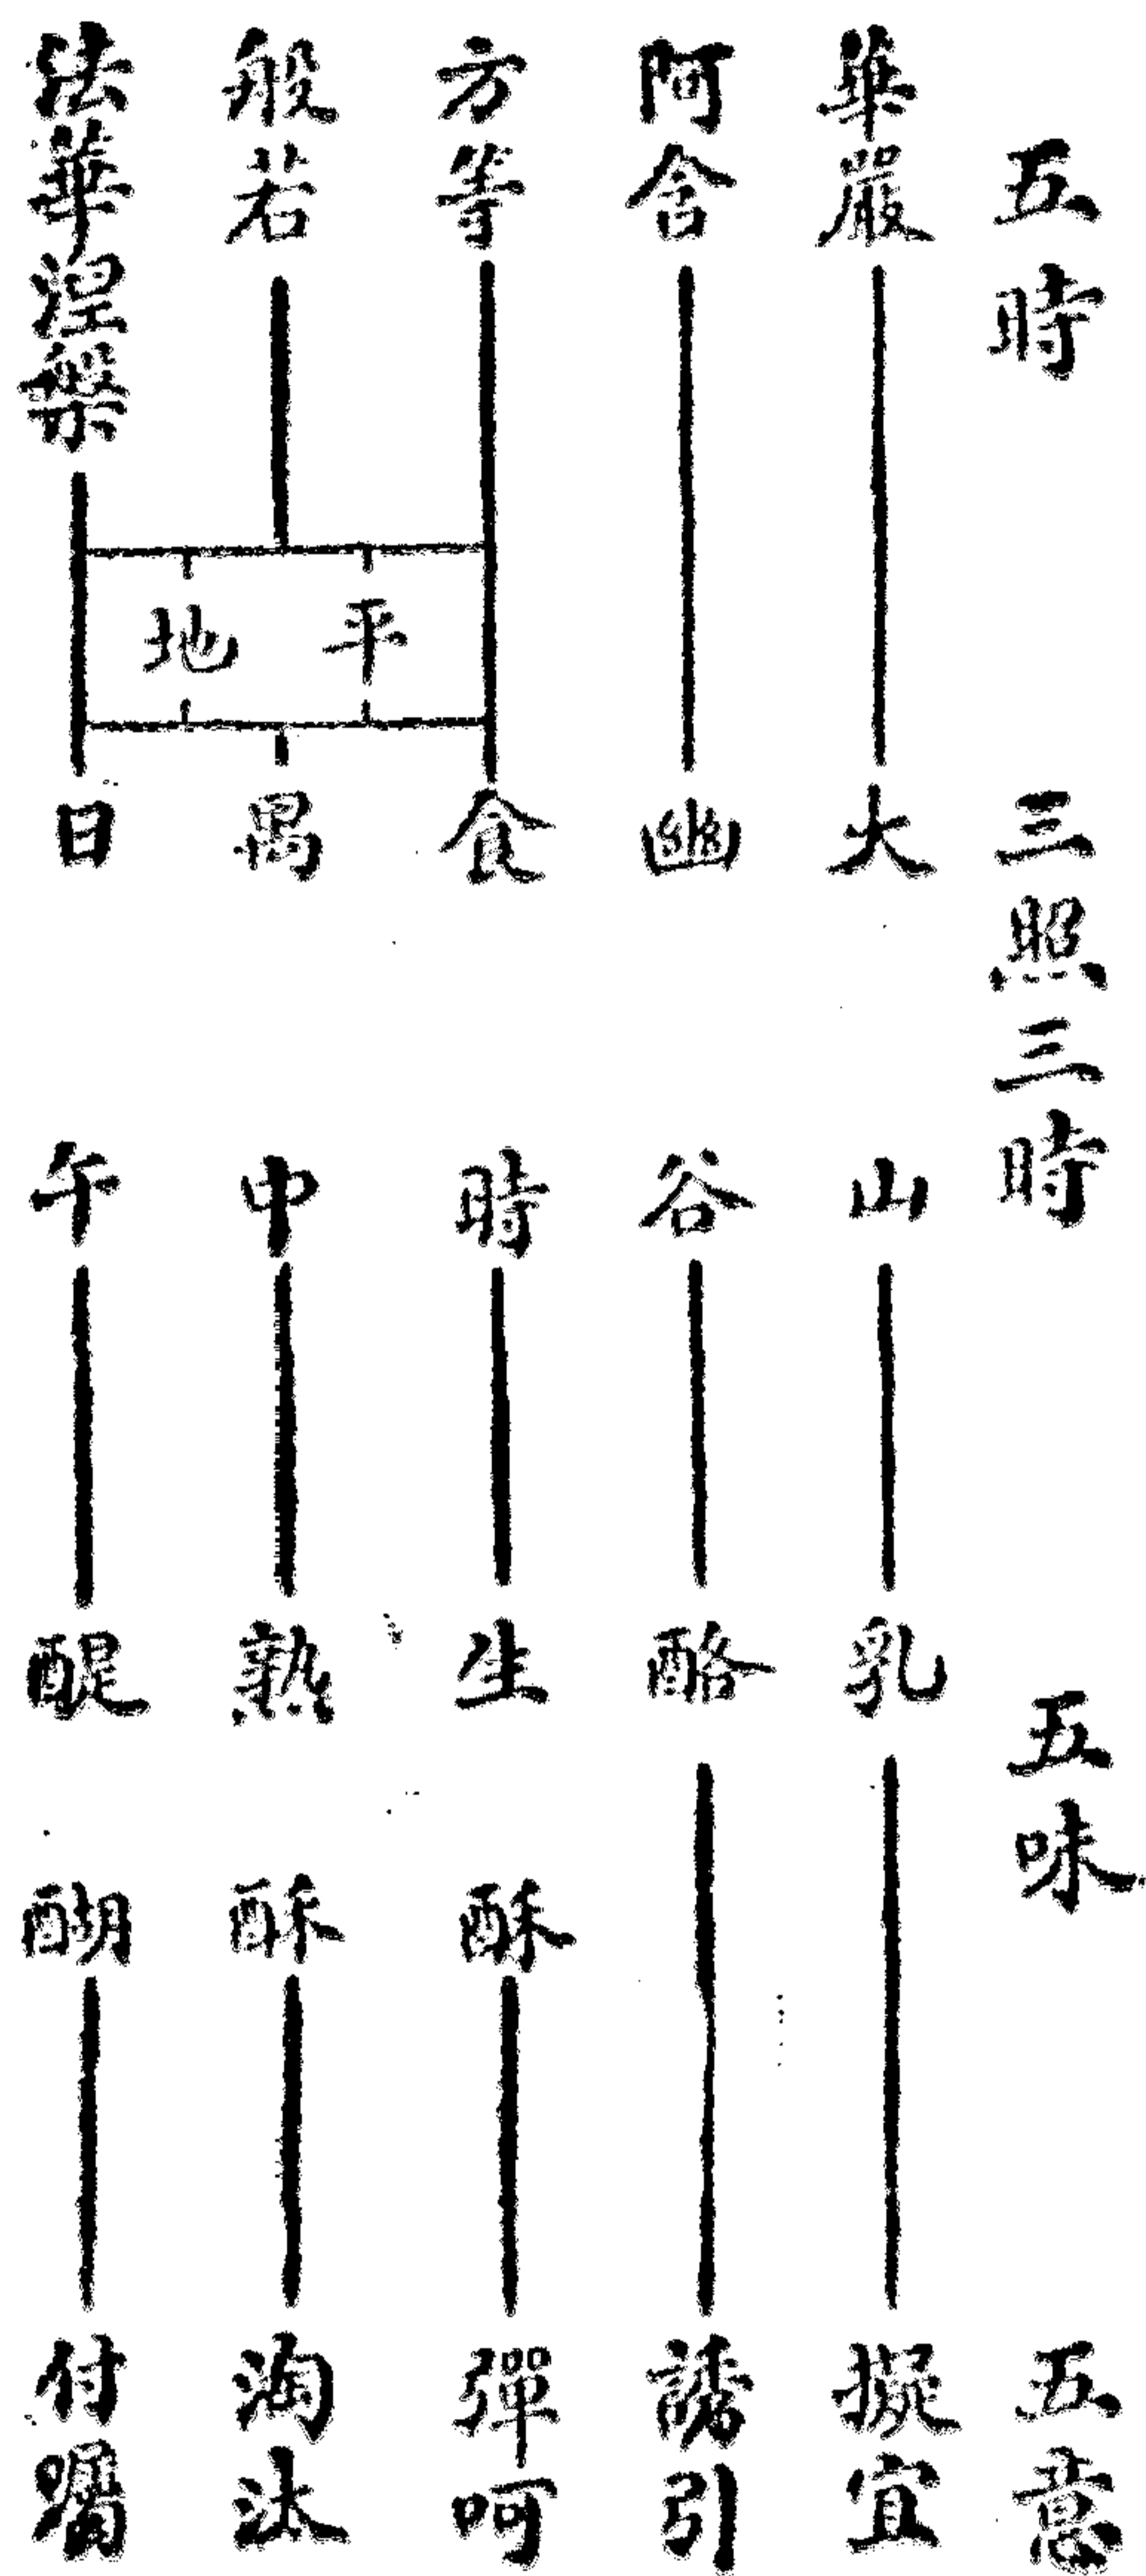 五時 三照三時 五味 五意
華嚴 大山 乳 擬宜
阿含 幽谷 酪 誘引
方等 食時 生酥 彈呵
平地
般若 禺中 熟酥 淘汰
法華涅槃 日午 醍醐 付囑